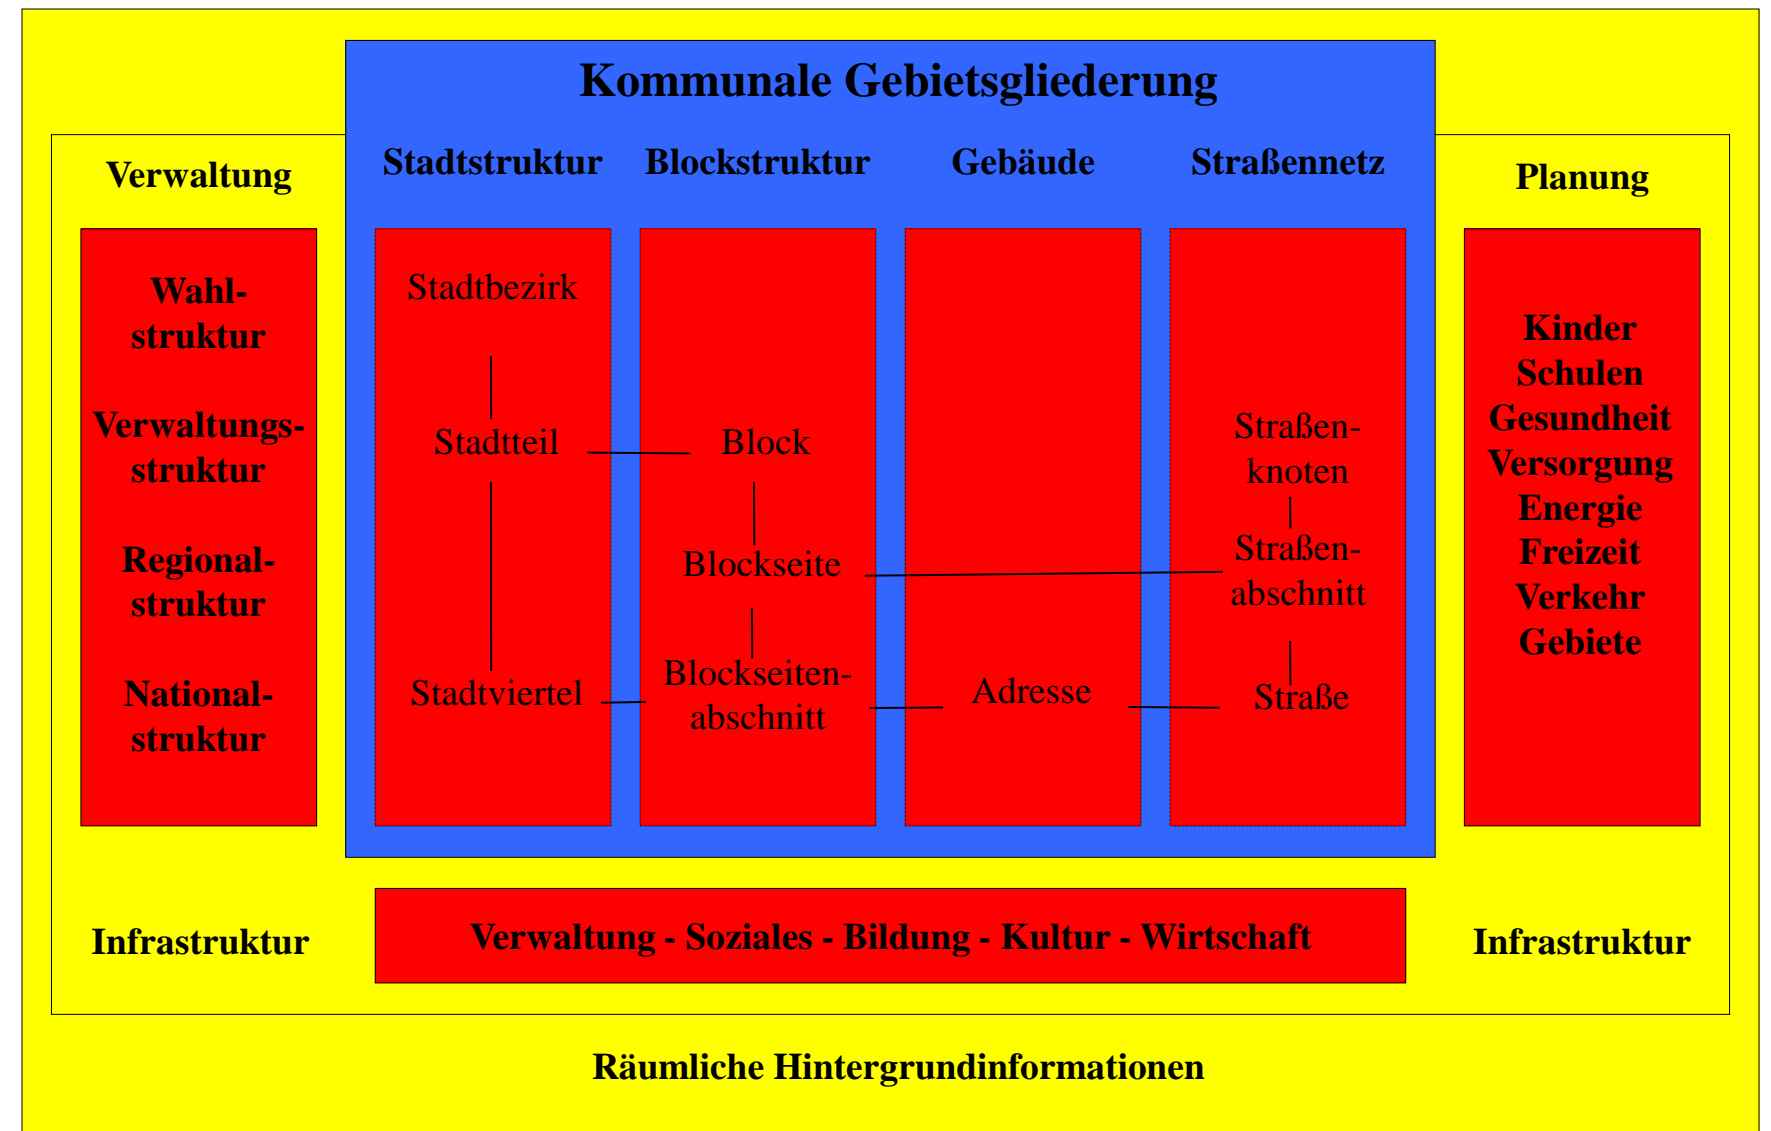 Kommunale Gebietsgliederung
Verwaltung
Stadtstruktur
Blockstruktur
Gebäude
Straßennetz
Planung
Wahl-
struktur
Verwaltungs-
struktur
Regional-
struktur
National-
struktur
Stadtbezirk
Stadtteil
Stadtviertel
Block
Blockseite
Blockseiten-
abschnitt
Adresse
Straßen-
knoten
Straßen-
abschnitt
Straße
Kinder
Schulen
Gesundheit
Versorgung
Energie
Freizeit
Verkehr
Gebiete
Infrastruktur
Verwaltung - Soziales - Bildung - Kultur - Wirtschaft
Infrastruktur
Räumliche Hintergrundinformationen